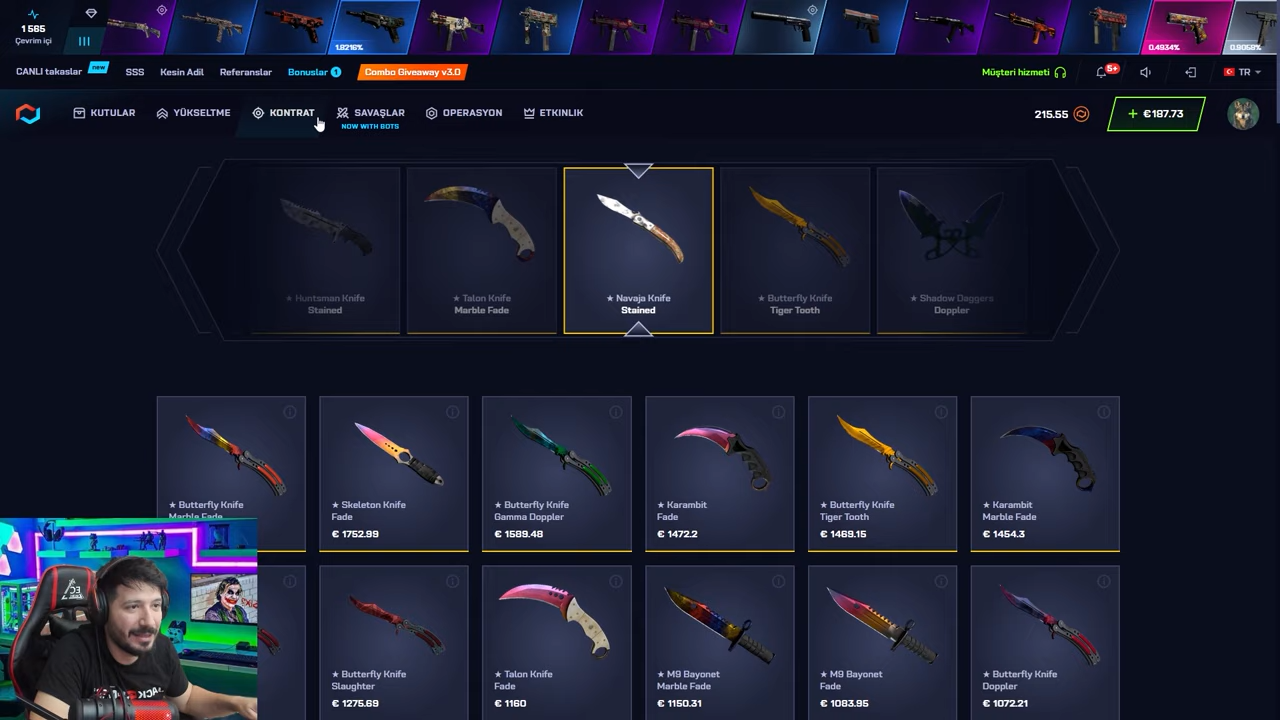 1 565
Çevrim içi
1.8216%
0.4934%
0.9058%
CANLI takaslar
new
SSS
Kesin Adil
Referanslar
Bonuslar 1
Combo Giveaway v3.0
Müşteri hizmeti
5+
TR
KUTULAR
YÜKSELTME
KONTRAT
SAVAŞLAR
NOW WITH BOTS
OPERASYON
ETKINLIK
215.55
+ €187.73
★ Huntsman Knife
Stained
★ Talon Knife
Marble Fade
★ Navaja Knife
Stained
★ Butterfly Knife
Tiger Tooth
★ Shadow Daggers
Doppler
★ Butterfly Knife
Marble Fade
★ Skeleton Knife
Fade
€ 1752.99
★ Butterfly Knife
Gamma Doppler
€ 1589.48
★ Karambit
Fade
€ 1472.2
★ Butterfly Knife
Tiger Tooth
€ 1469.15
★ Karambit
Marble Fade
€ 1454.3
★ Butterfly Knife
Slaughter
€ 1275.69
★ Talon Knife
Fade
€ 1160
★ M9 Bayonet
Marble Fade
€ 1150.31
★ M9 Bayonet
Fade
€ 1083.95
★ Butterfly Knife
Doppler
€ 1072.21